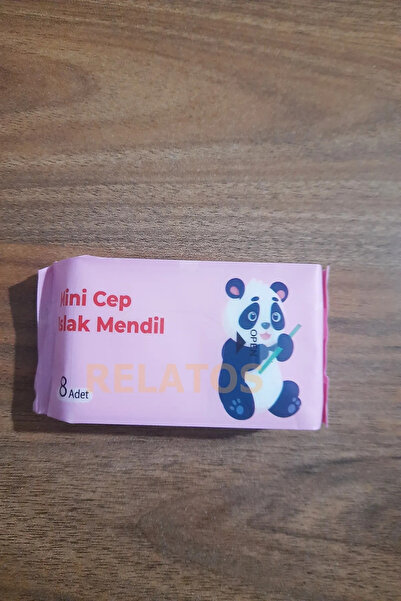 Mini Cep
Islak Mendil
OPEN
8 Adet
RELATOS